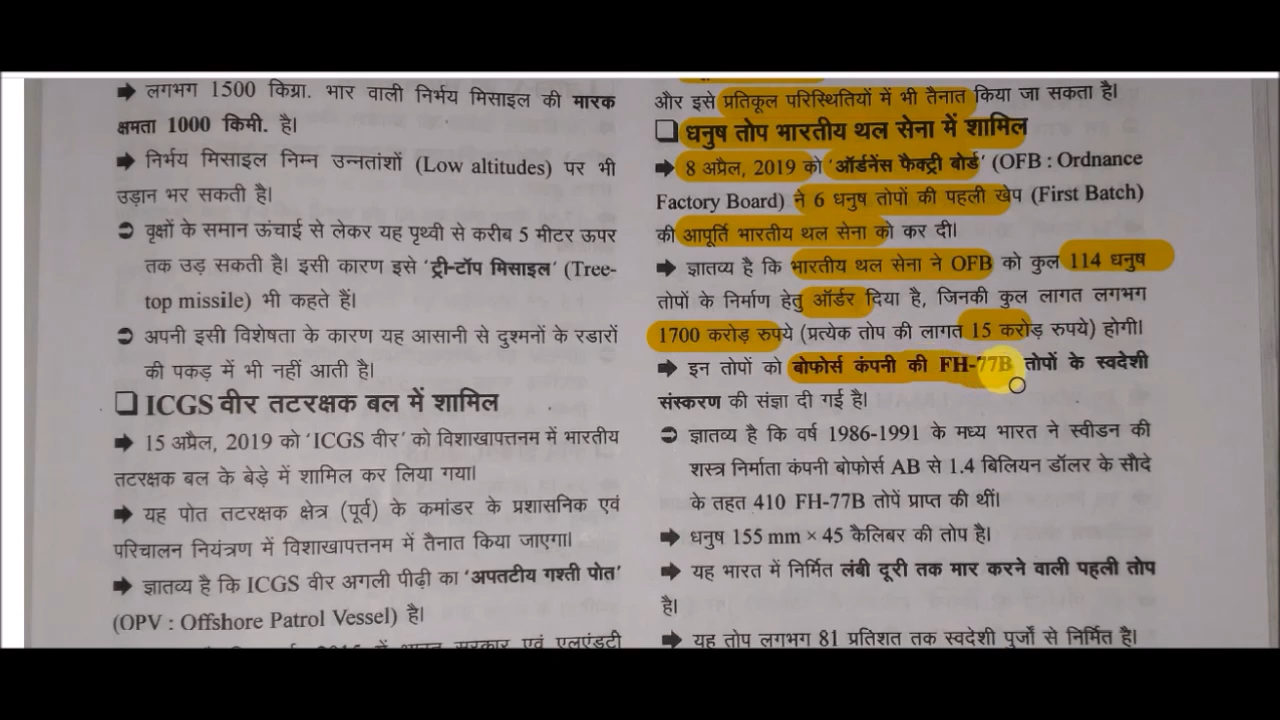 ➡ लगभग 1500 किग्रा. भार वाली निर्भय मिसाइल की मारक
क्षमता 1000 किमी. है।
➡ निर्भय मिसाइल निम्न उन्नतांशों (Low altitudes) पर भी
उड़ान भर सकती है।
➲ वृक्षों के समान ऊंचाई से लेकर यह पृथ्वी से करीब 5 मीटर ऊपर
तक उड़ सकती है। इसी कारण इसे 'ट्री-टॉप मिसाइल' (Tree-
top missile) भी कहते हैं।
➲ अपनी इसी विशेषता के कारण यह आसानी से दुश्मनों के रडारों
की पकड़ में भी नहीं आती है।
❑ ICGS वीर तटरक्षक बल में शामिल
➡ 15 अप्रैल, 2019 को 'ICGS वीर' को विशाखापत्तनम में भारतीय
तटरक्षक बल के बेड़े में शामिल कर लिया गया।
➡ यह पोत तटरक्षक क्षेत्र (पूर्व) के कमांडर के प्रशासनिक एवं
परिचालन नियंत्रण में विशाखापत्तनम में तैनात किया जाएगा।
➡ ज्ञातव्य है कि ICGS वीर अगली पीढ़ी का 'अपतटीय गश्ती पोत'
(OPV : Offshore Patrol Vessel) है।
में भारत सरकार एवं एलएंडटी
और इसे प्रतिकूल परिस्थितियों में भी तैनात किया जा सकता है।
❑ धनुष तोप भारतीय थल सेना में शामिल
➡ 8 अप्रैल, 2019 को 'ऑर्डनेंस फैक्ट्री बोर्ड' (OFB : Ordnance
Factory Board) ने 6 धनुष तोपों की पहली खेप (First Batch)
की आपूर्ति भारतीय थल सेना को कर दी।
➡ ज्ञातव्य है कि भारतीय थल सेना ने OFB को कुल 114 धनुष
तोपों के निर्माण हेतु ऑर्डर दिया है, जिनकी कुल लागत लगभग
1700 करोड़ रुपये (प्रत्येक तोप की लागत 15 करोड़ रुपये) होगी।
➡ इन तोपों को बोफोर्स कंपनी की FH-77B तोपों के स्वदेशी
संस्करण की संज्ञा दी गई है।
➲ ज्ञातव्य है कि वर्ष 1986-1991 के मध्य भारत ने स्वीडन की
शस्त्र निर्माता कंपनी बोफोर्स AB से 1.4 बिलियन डॉलर के सौदे
के तहत 410 FH-77B तोपें प्राप्त की थीं।
➡ धनुष 155 mm × 45 कैलिबर की तोप है।
➡ यह भारत में निर्मित लंबी दूरी तक मार करने वाली पहली तोप
है।
➡ यह तोप लगभग 81 प्रतिशत तक स्वदेशी पुर्जों से निर्मित है।